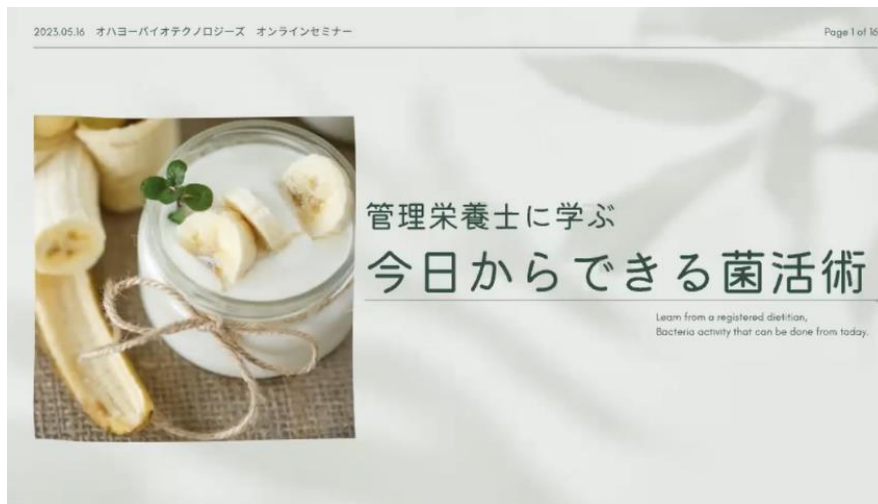 2023.05.16 オハヨーバイオテクノロジーズ オンラインセミナー
Page 1 of 16
管理栄養士に学ぶ
今日からできる菌活術
Learn from a registered dietitian,
Bacteria activity that can be done from today.